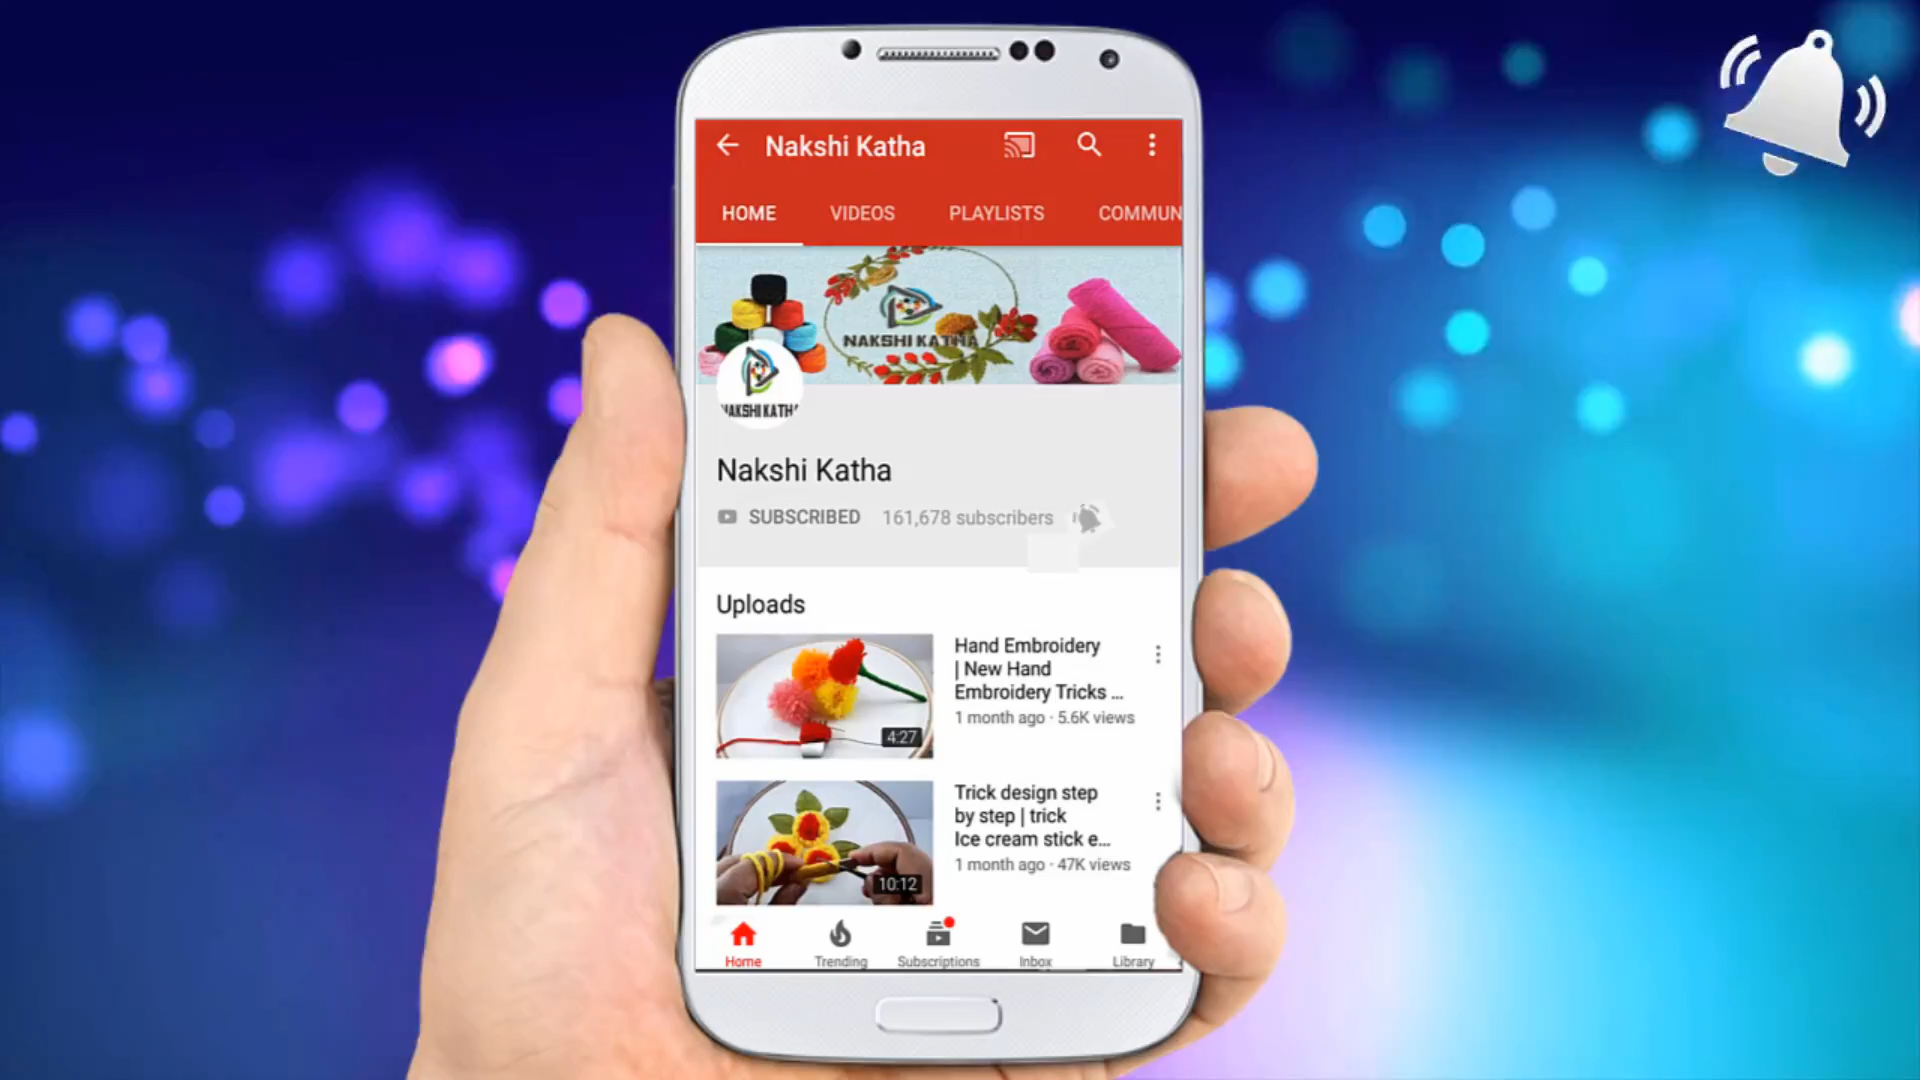 Nakshi Katha
HOME VIDEOS PLAYLISTS COMMUN
NAKSHI KATHA
NAKSHI KATHA
Nakshi Katha
SUBSCRIBED 161,678 subscribers
Uploads
Hand Embroidery
| New Hand
Embroidery Tricks ...
1 month ago · 5.6K views
4:27
Trick design step
by step | trick
Ice cream stick e...
1 month ago · 47K views
10:12
Home Trending Subscriptions Inbox Library